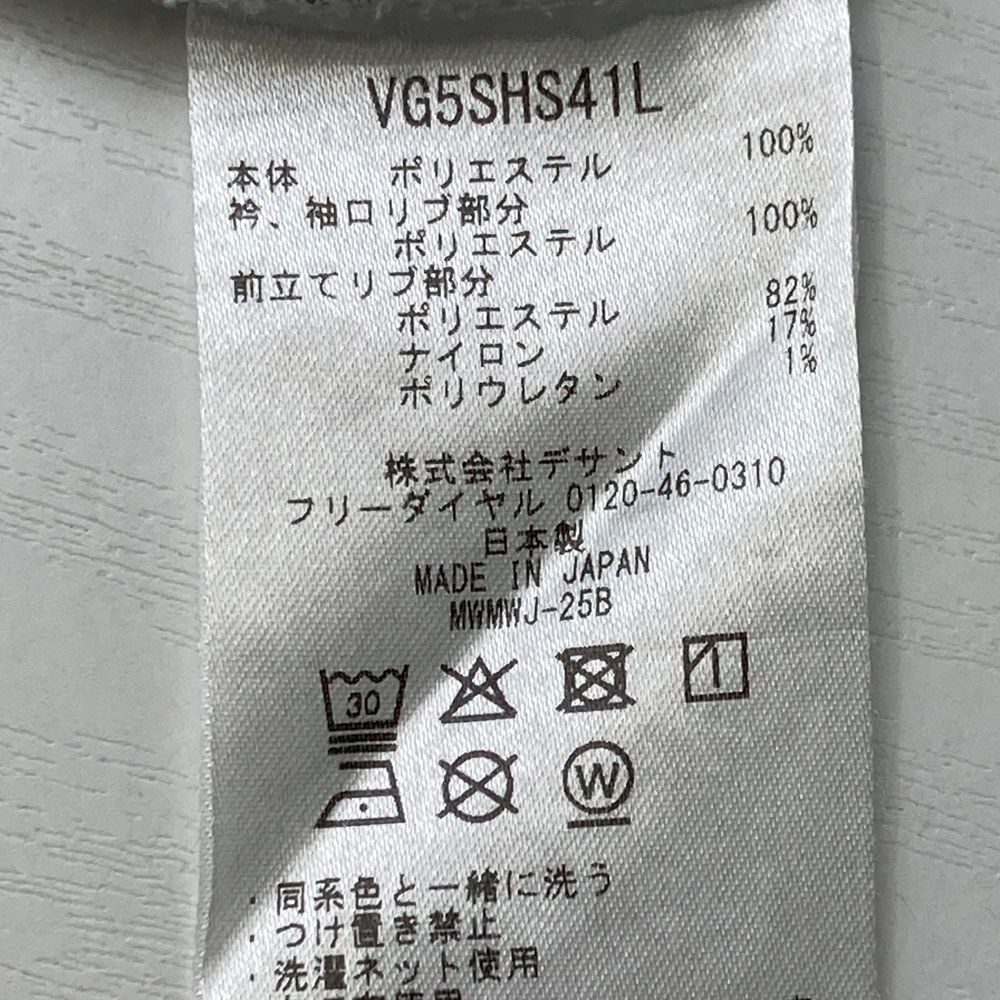 VG5SHS41L
本体 ポリエステル 100%
衿、袖口リブ部分
ポリエステル 100%
前立てリブ部分
ポリエステル 82%
ナイロン 17%
ポリウレタン 1%
株式会社デサント
フリーダイヤル 0120-46-0310
日本製
MADE IN JAPAN
MWMWJ-25B
30
W
・同系色と一緒に洗う
・つけ置き禁止
・洗濯ネット使用